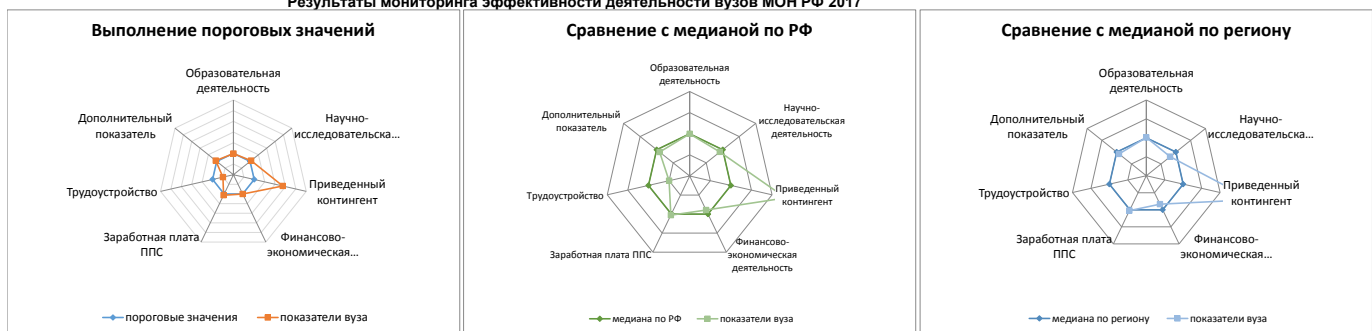 Результаты мониторинга эффективности деятельности вузов МОН РФ 2017
Выполнение пороговых значений
Образовательная
деятельность
Научно-
исследовательска...
Приведенный
контингент
Финансово-
экономическая...
Заработная плата
ППС
Трудоустройство
Дополнительный
показатель
пороговые значения
показатели вуза
Сравнение с медианой по РФ
Образовательная
деятельность
Научно-
исследовательская
деятельность
Приведенный
контингент
Финансово-
экономическая
деятельность
Заработная плата ППС
Трудоустройство
Дополнительный
показатель
медиана по РФ
показатели вуза
Сравнение с медианой по региону
Образовательная
деятельность
Научно-
исследовательска...
Приведенный
контингент
Финансово-
экономическая...
Заработная плата
ППС
Трудоустройство
Дополнительный
показатель
медиана по региону
показатели вуза